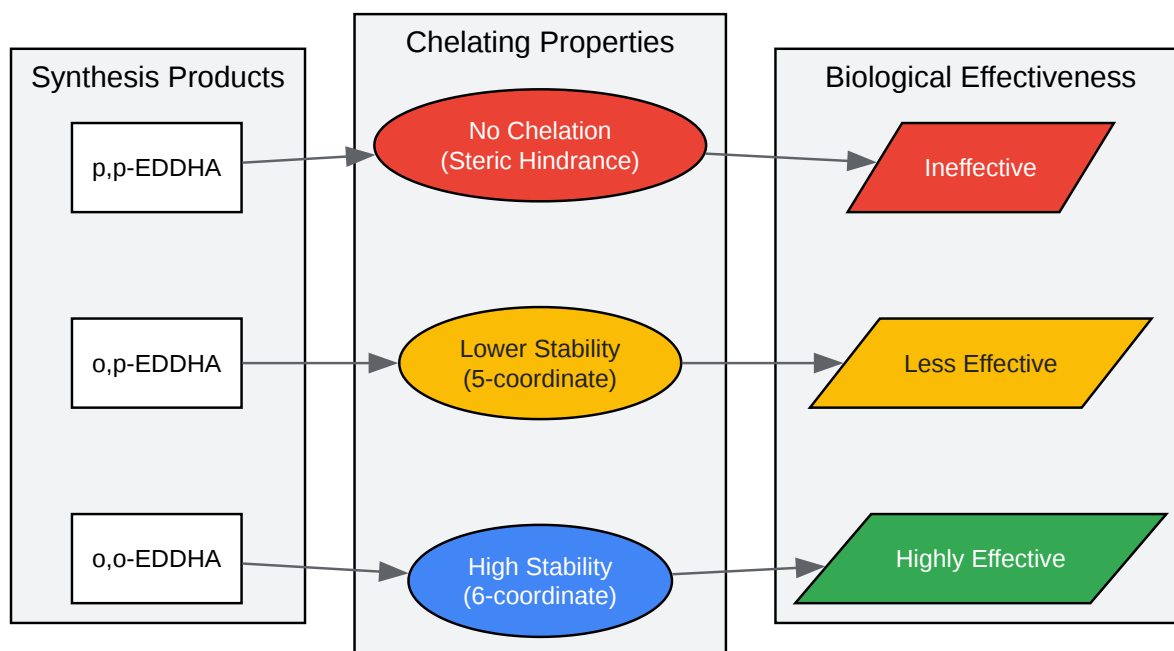 Synthesis Products
Chelating Properties
Biological Effectiveness
p,p-EDDHA
No Chelation
(Steric Hindrance)
Ineffective
o,p-EDDHA
Lower Stability
(5-coordinate)
Less Effective
o,o-EDDHA
High Stability
(6-coordinate)
Highly Effective